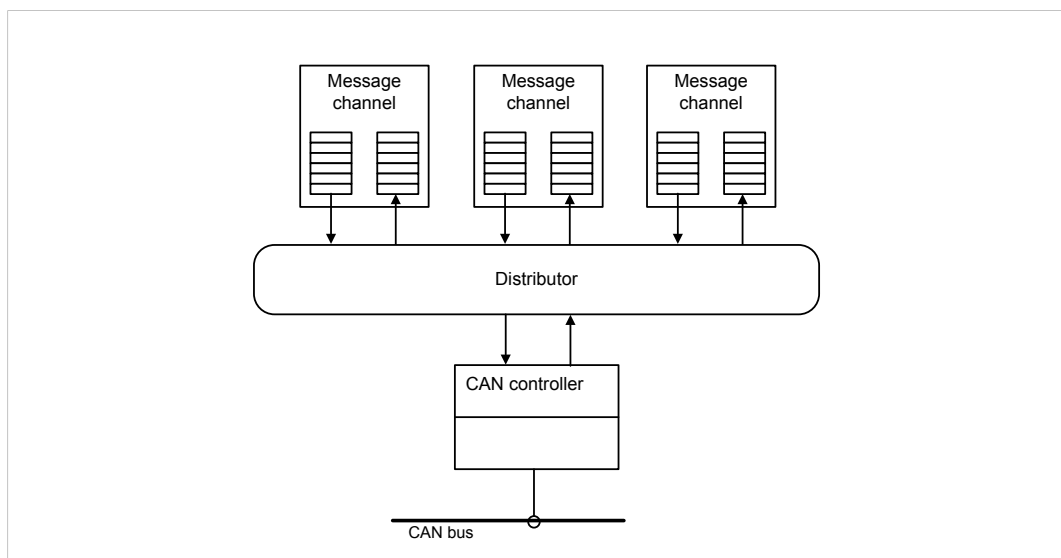 Message
channel
Message
channel
Message
channel
Distributor
CAN controller
CAN bus